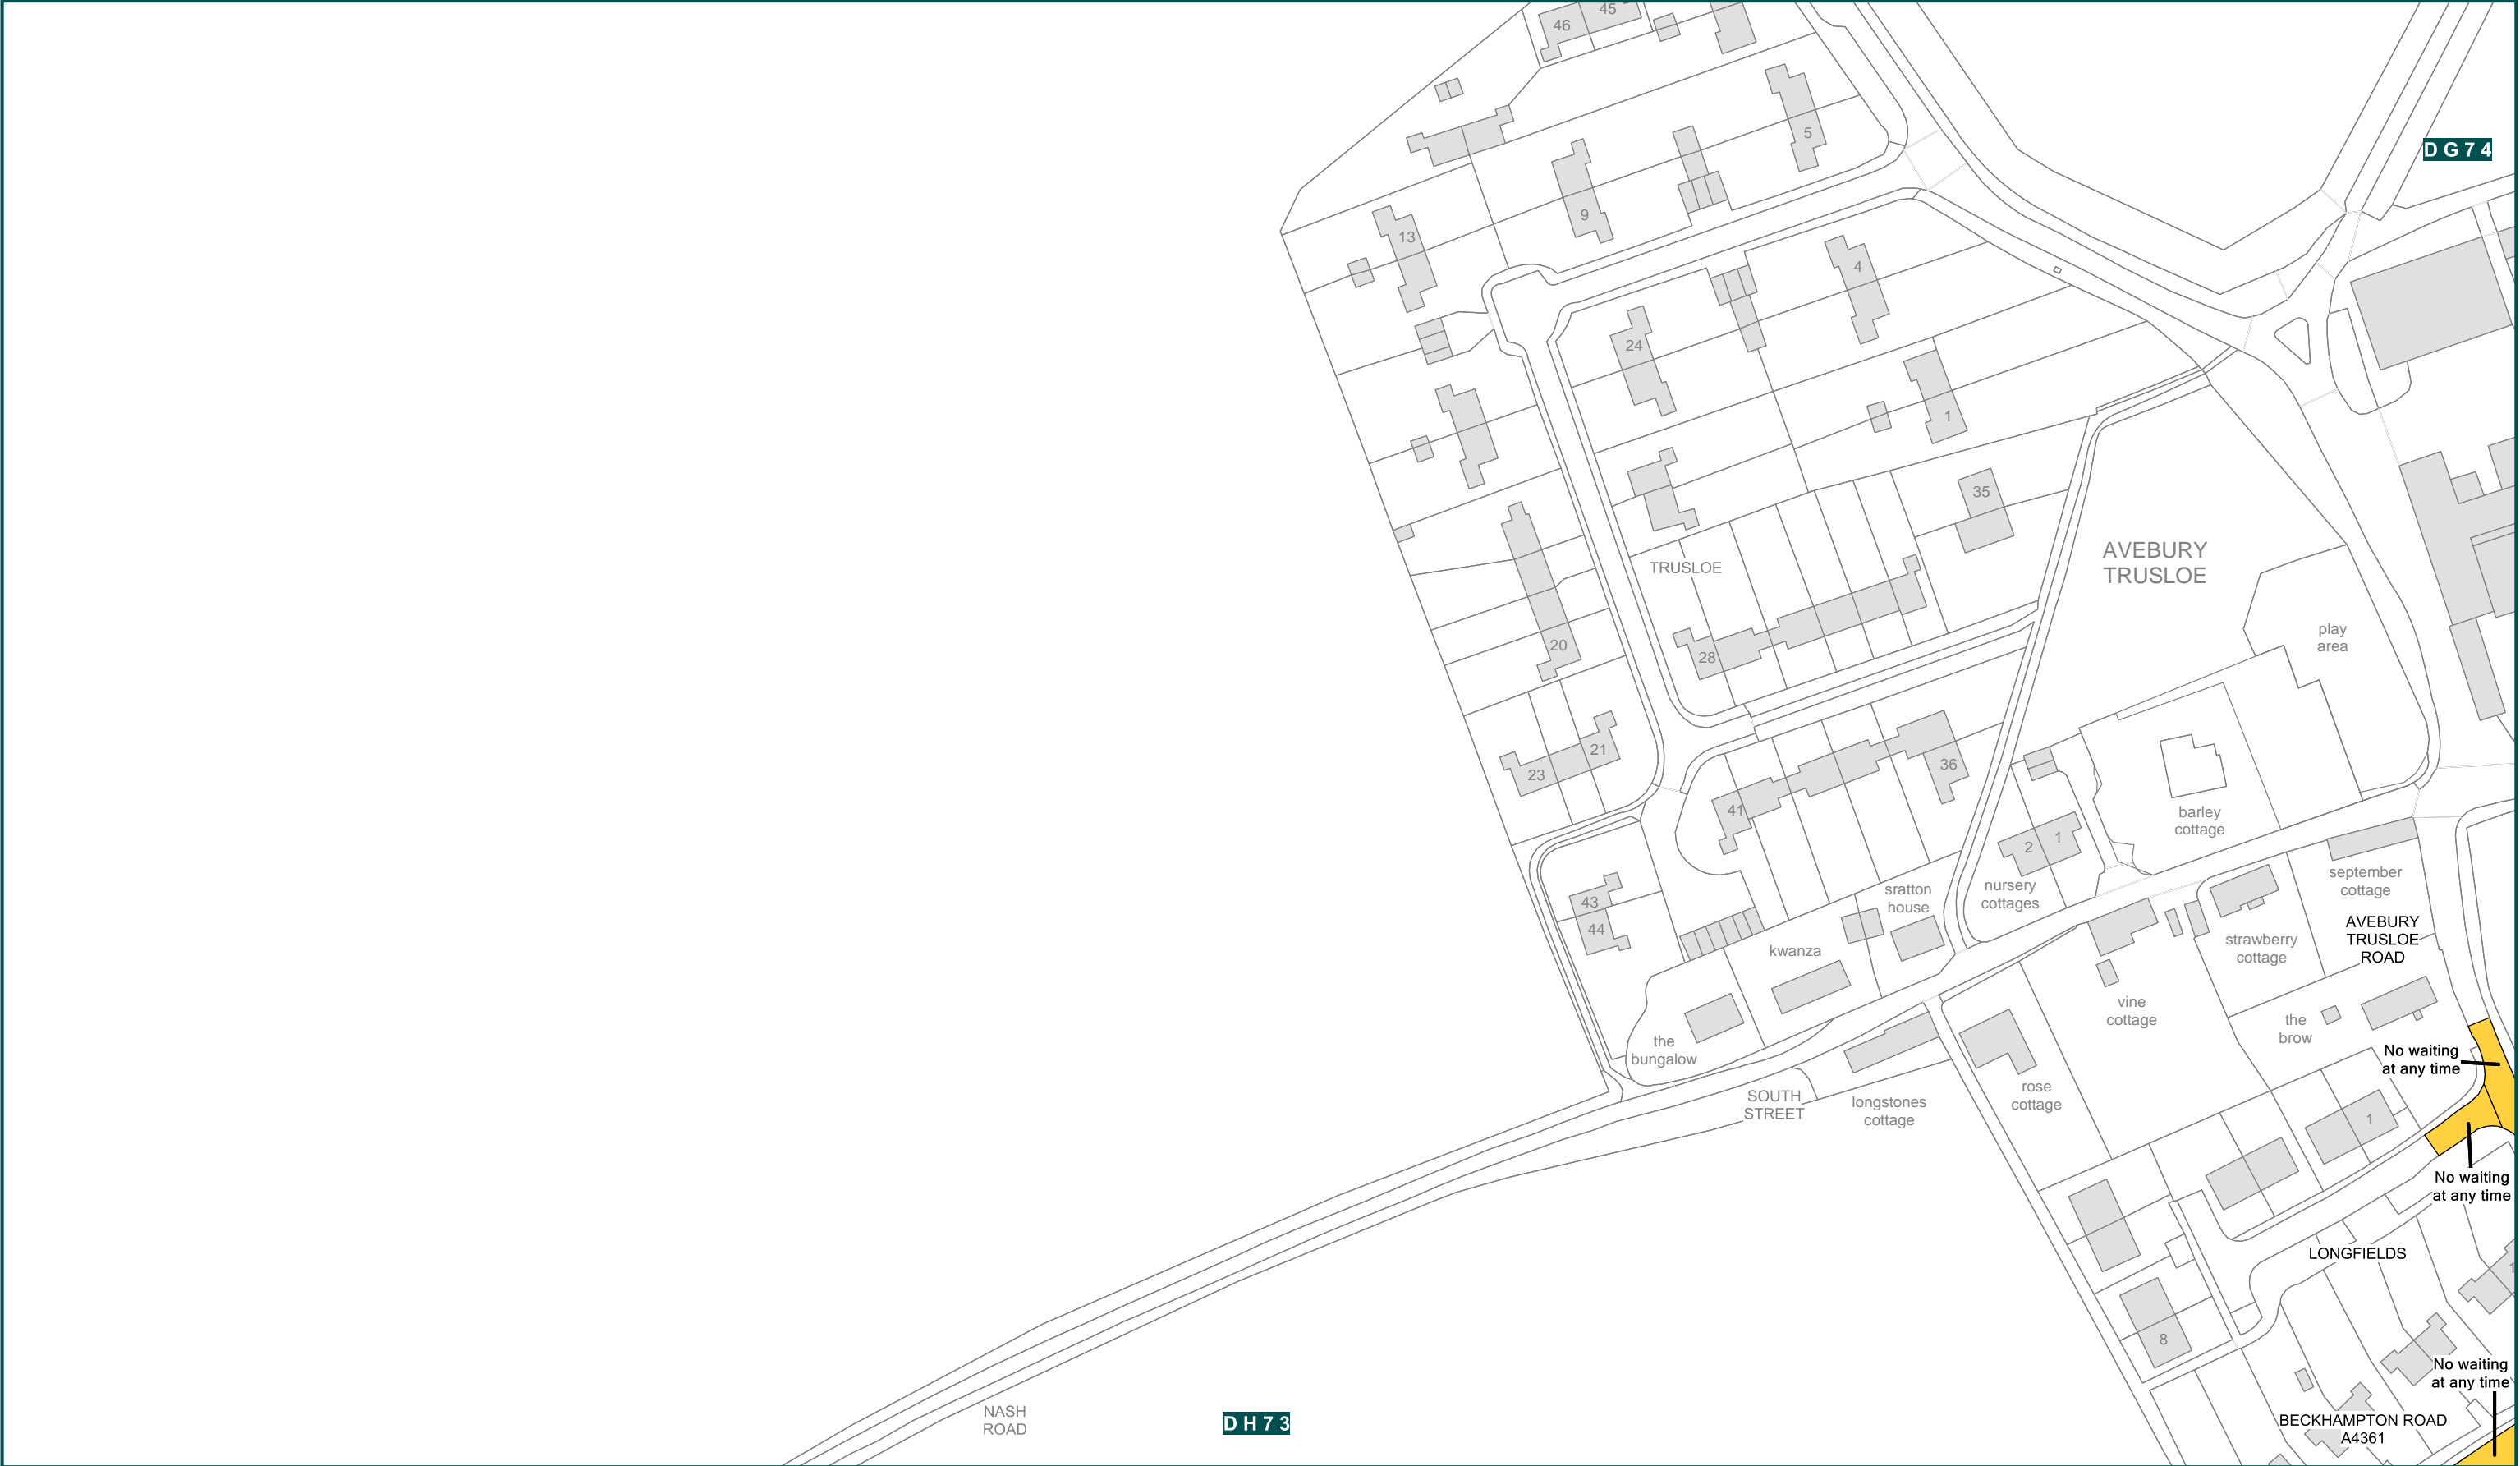 46
45
5
D G 7 4
9
13
4
24
1
35
AVEBURY
TRUSLOE
TRUSLOE
play
area
20
28
21
23
36
41
barley
cottage
2
1
nursery
cottages
september
cottage
sratton
house
43
44
kwanza
strawberry
cottage
AVEBURY
TRUSLOE
ROAD
vine
cottage
the
brow
the
bungalow
No waiting
at any time
SOUTH
STREET
longstones
cottage
rose
cottage
1
No waiting
at any time
LONGFIELDS
1
8
No waiting
at any time
NASH
ROAD
D H 7 3
BECKHAMPTON ROAD
A4361